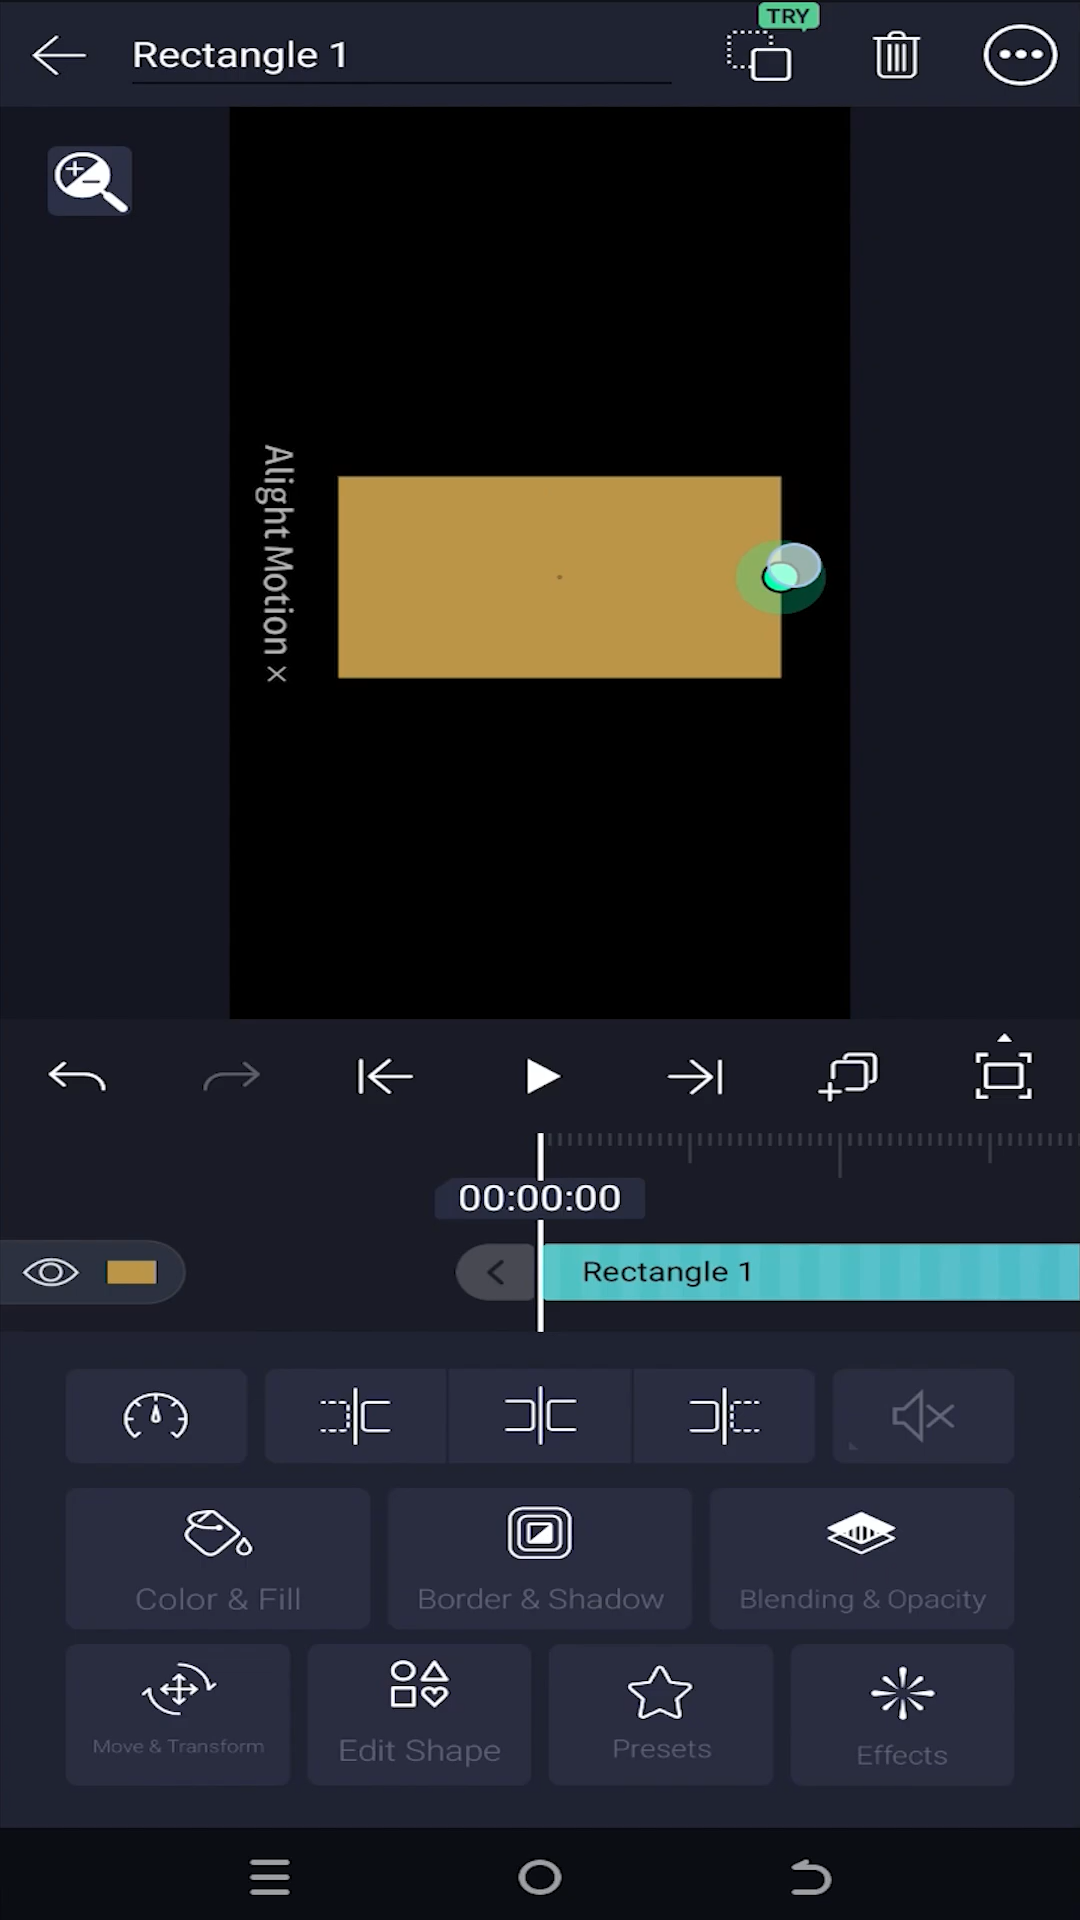 TRY
Rectangle 1
Alight Motion ×
00:00:00
Rectangle 1
Color & Fill
Border & Shadow
Blending & Opacity
Move & Transform
Edit Shape
Presets
Effects